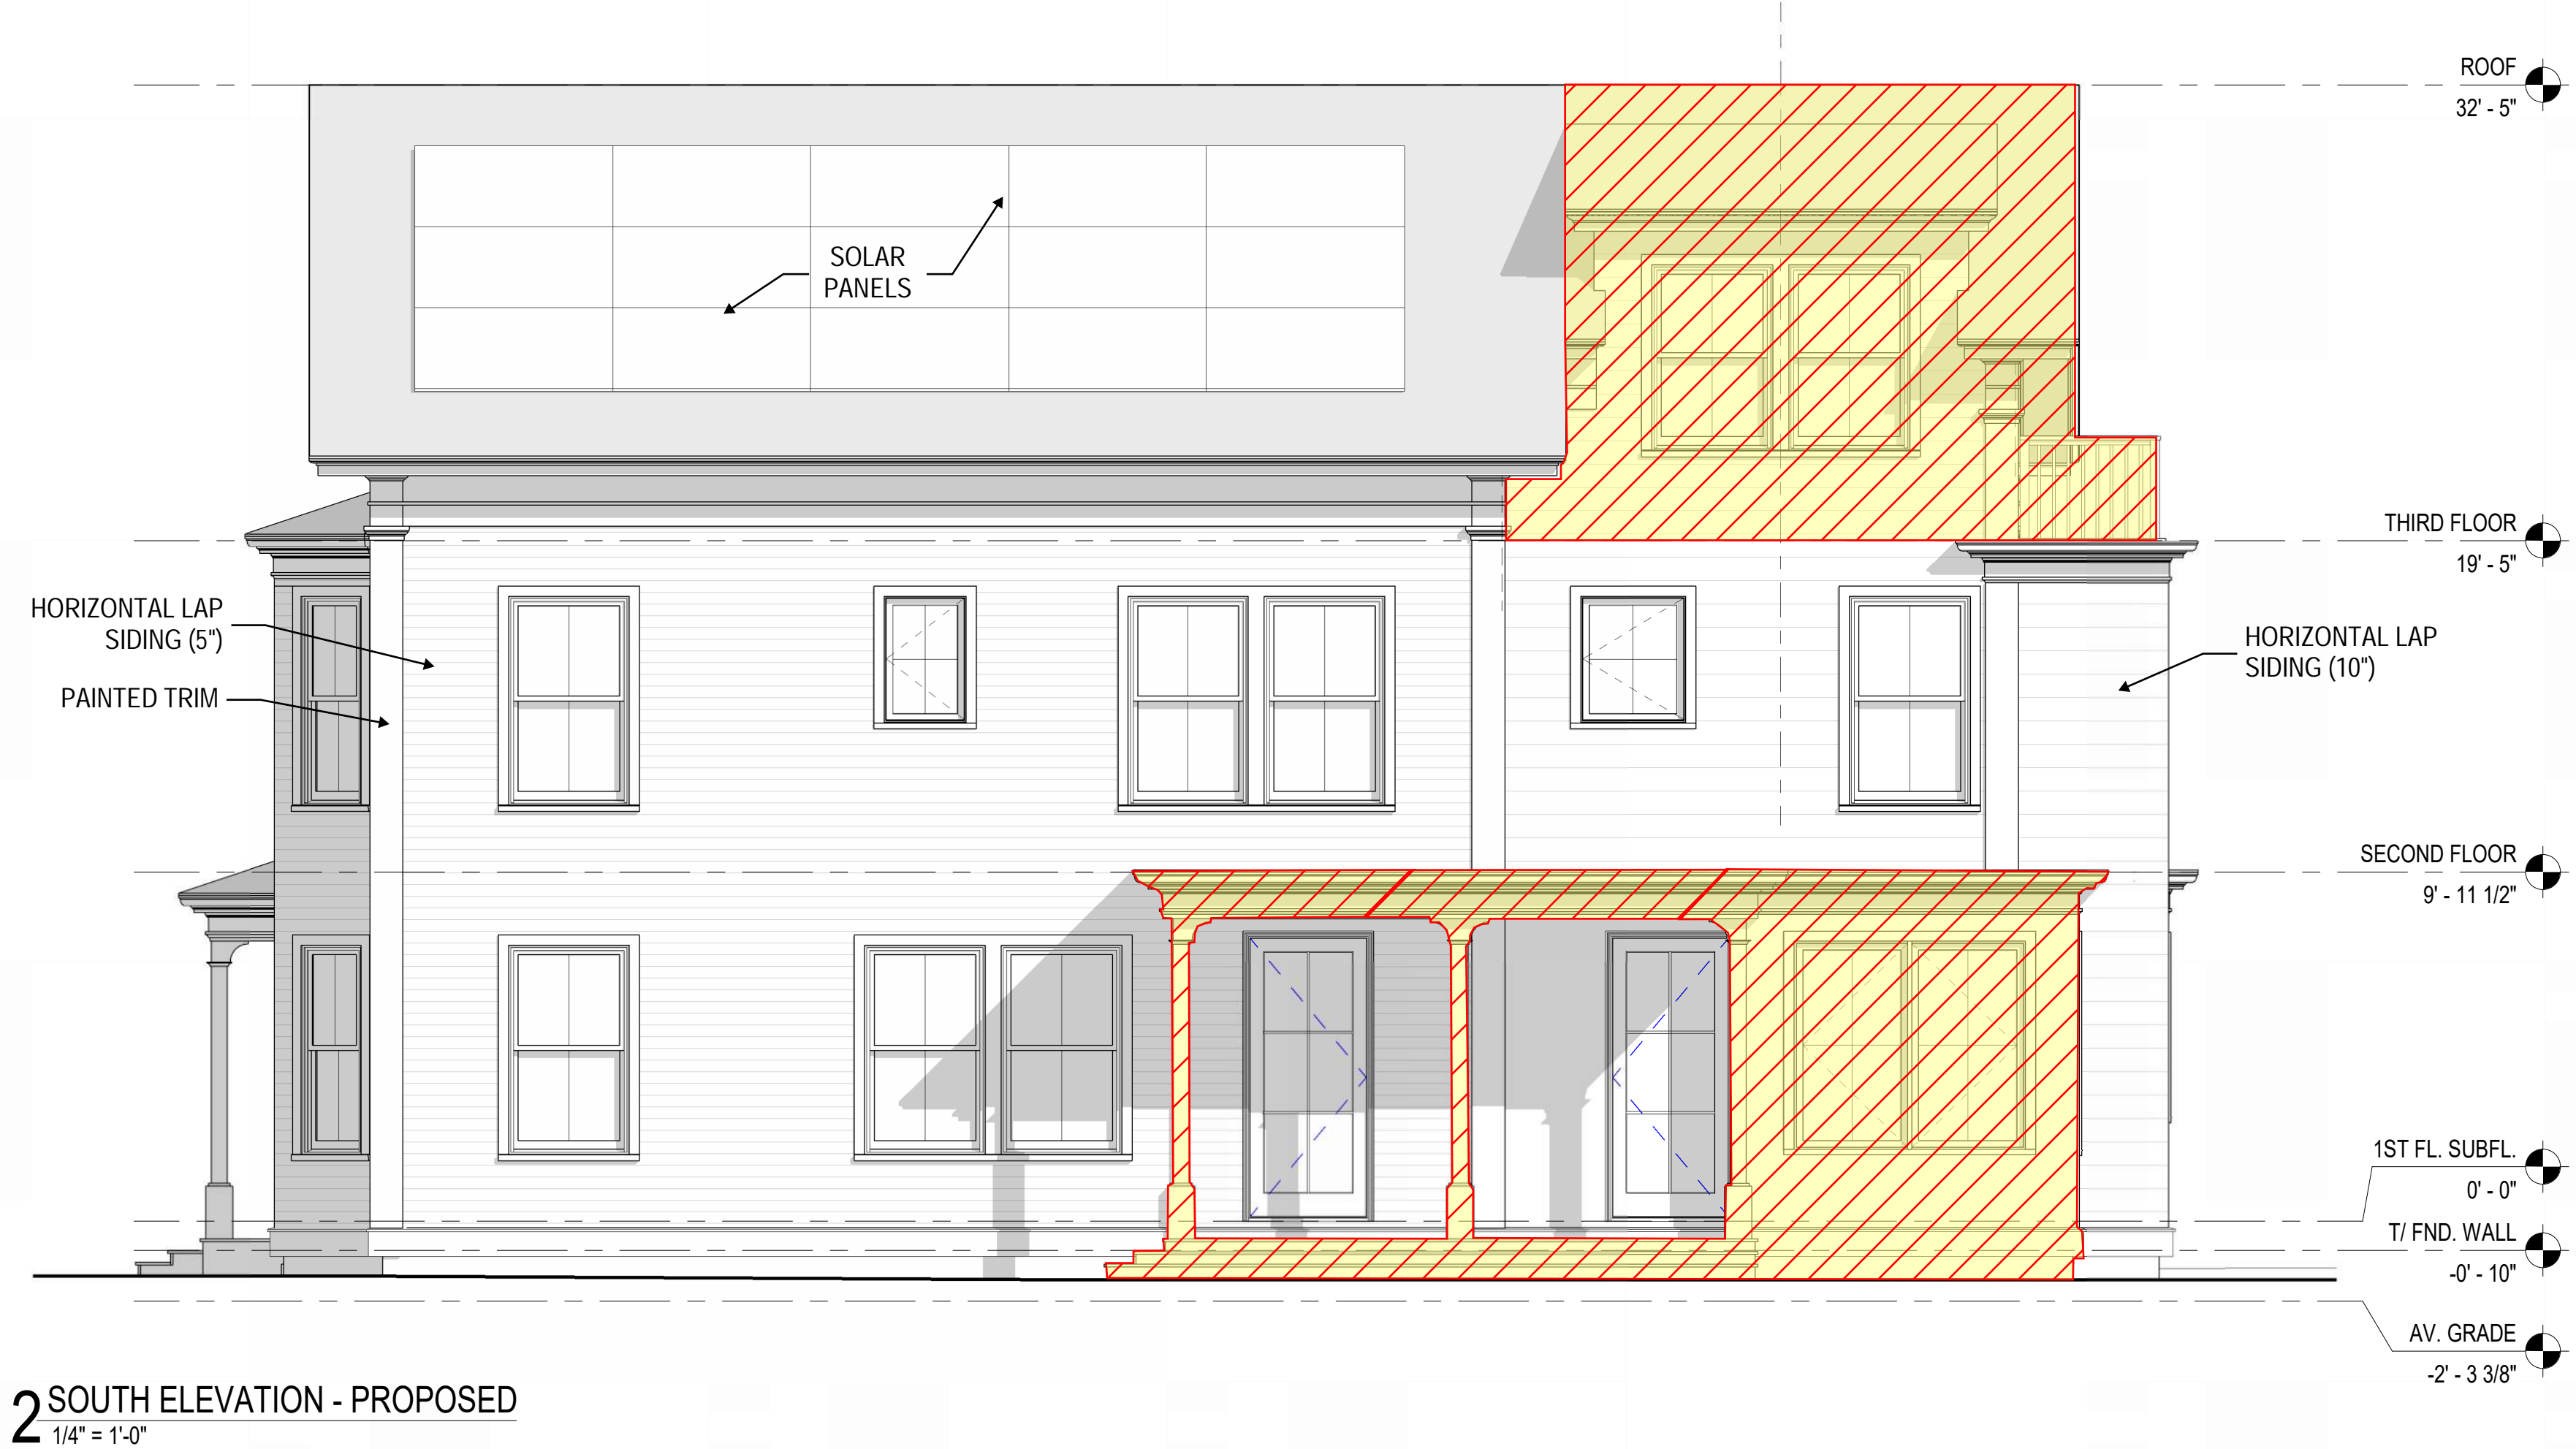 ROOF
32' - 5"
SOLAR
PANELS
THIRD FLOOR
19' - 5"
HORIZONTAL LAP
SIDING (5")
PAINTED TRIM
HORIZONTAL LAP
SIDING (10")
SECOND FLOOR
9' - 11 1/2"
1ST FL. SUBFL.
0' - 0"
T/ FND. WALL
-0' - 10"
AV. GRADE
-2' - 3 3/8"
2 SOUTH ELEVATION - PROPOSED
1/4" = 1'-0"